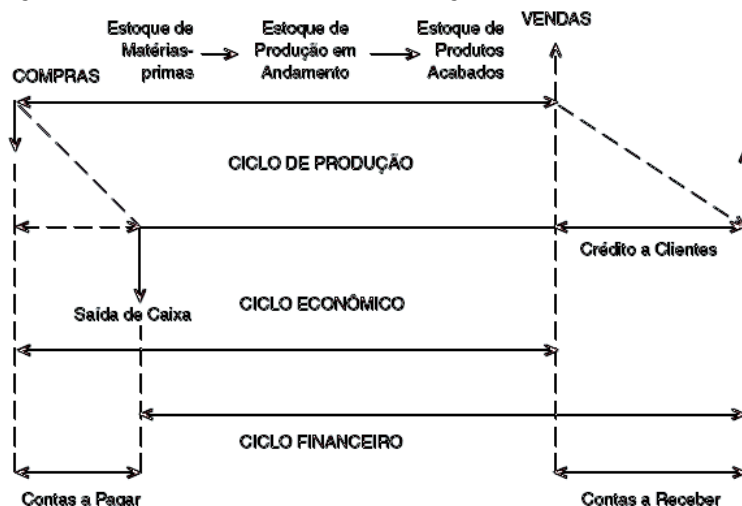 Estoque de
Matérias-
primas
Estoque de
Produção em
Andamento
Estoque de
Produtos
Acabados
VENDAS
COMPRAS
CICLO DE PRODUÇÃO
Crédito a Clientes
CICLO ECONÔMICO
Saída de Caixa
CICLO FINANCEIRO
Contas a Pagar
Contas a Receber